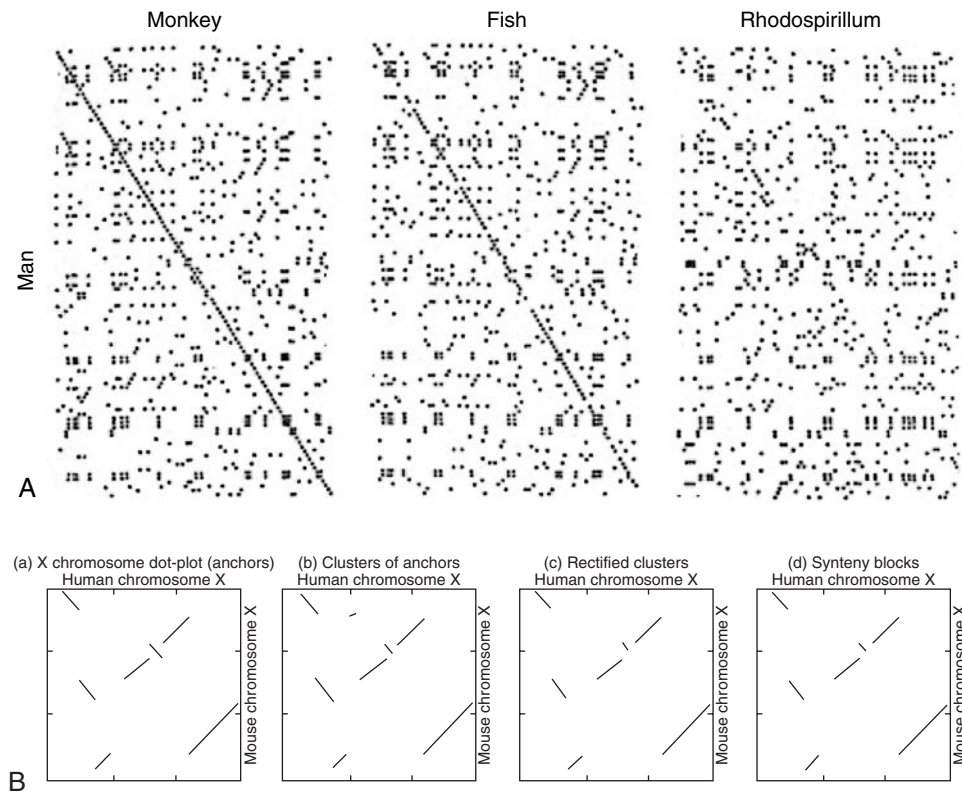 Monkey
Fish
Rhodospirillum
Man
A
(a) X chromosome dot-plot (anchors)
Human chromosome X
Mouse chromosome X
(b) Clusters of anchors
Human chromosome X
Mouse chromosome X
(c) Rectified clusters
Human chromosome X
Mouse chromosome X
(d) Synteny blocks
Human chromosome X
Mouse chromosome X
B